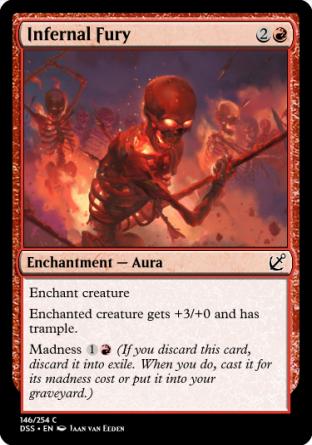 Infernal Fury 2
Enchantment — Aura
Enchant creature
Enchanted creature gets +3/+0 and has
trample.
Madness 1 (If you discard this card,
discard it into exile. When you do, cast it for
its madness cost or put it into your
graveyard.)
146/254 C
DSS • EN Jaan van Eeden